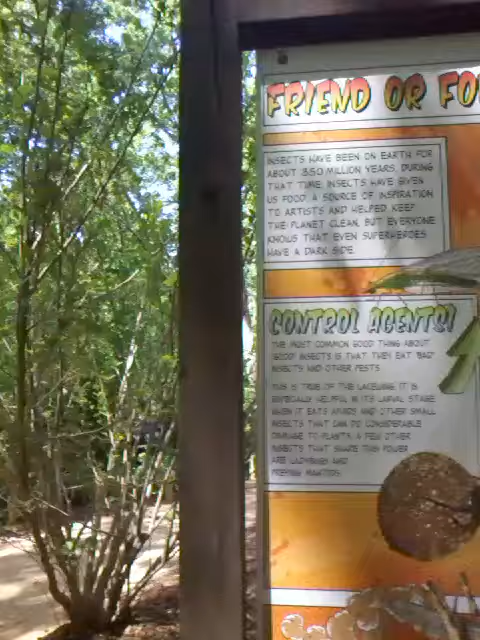 FRIEND OR FO
INSECTS HAVE BEEN ON EARTH FOR
ABOUT 350 MILLION YEARS. DURING
THAT TIME, INSECTS HAVE GIVEN
US FOOD, A SOURCE OF INSPIRATION
TO ARTISTS AND HELPED KEEP
THE PLANET CLEAN. BUT EVERYONE
KNOWS THAT EVEN SUPERHEROES
HAVE A DARK SIDE.
CONTROL AGENTS!
THE MOST COMMON GOOD THING ABOUT
'GOOD' INSECTS IS THAT THEY EAT 'BAD'
INSECTS AND OTHER PESTS.
THIS IS TRUE OF THE LACEWING. IT IS
ESPECIALLY HELPFUL IN ITS LARVAL STAGE
WHEN IT EATS APHIDS AND OTHER SMALL
INSECTS THAT CAN DO CONSIDERABLE
DAMAGE TO PLANTS. A FEW OTHER
INSECTS THAT SHARE THIS POWER
ARE LADYBUGS AND
PREYING MANTIDS.